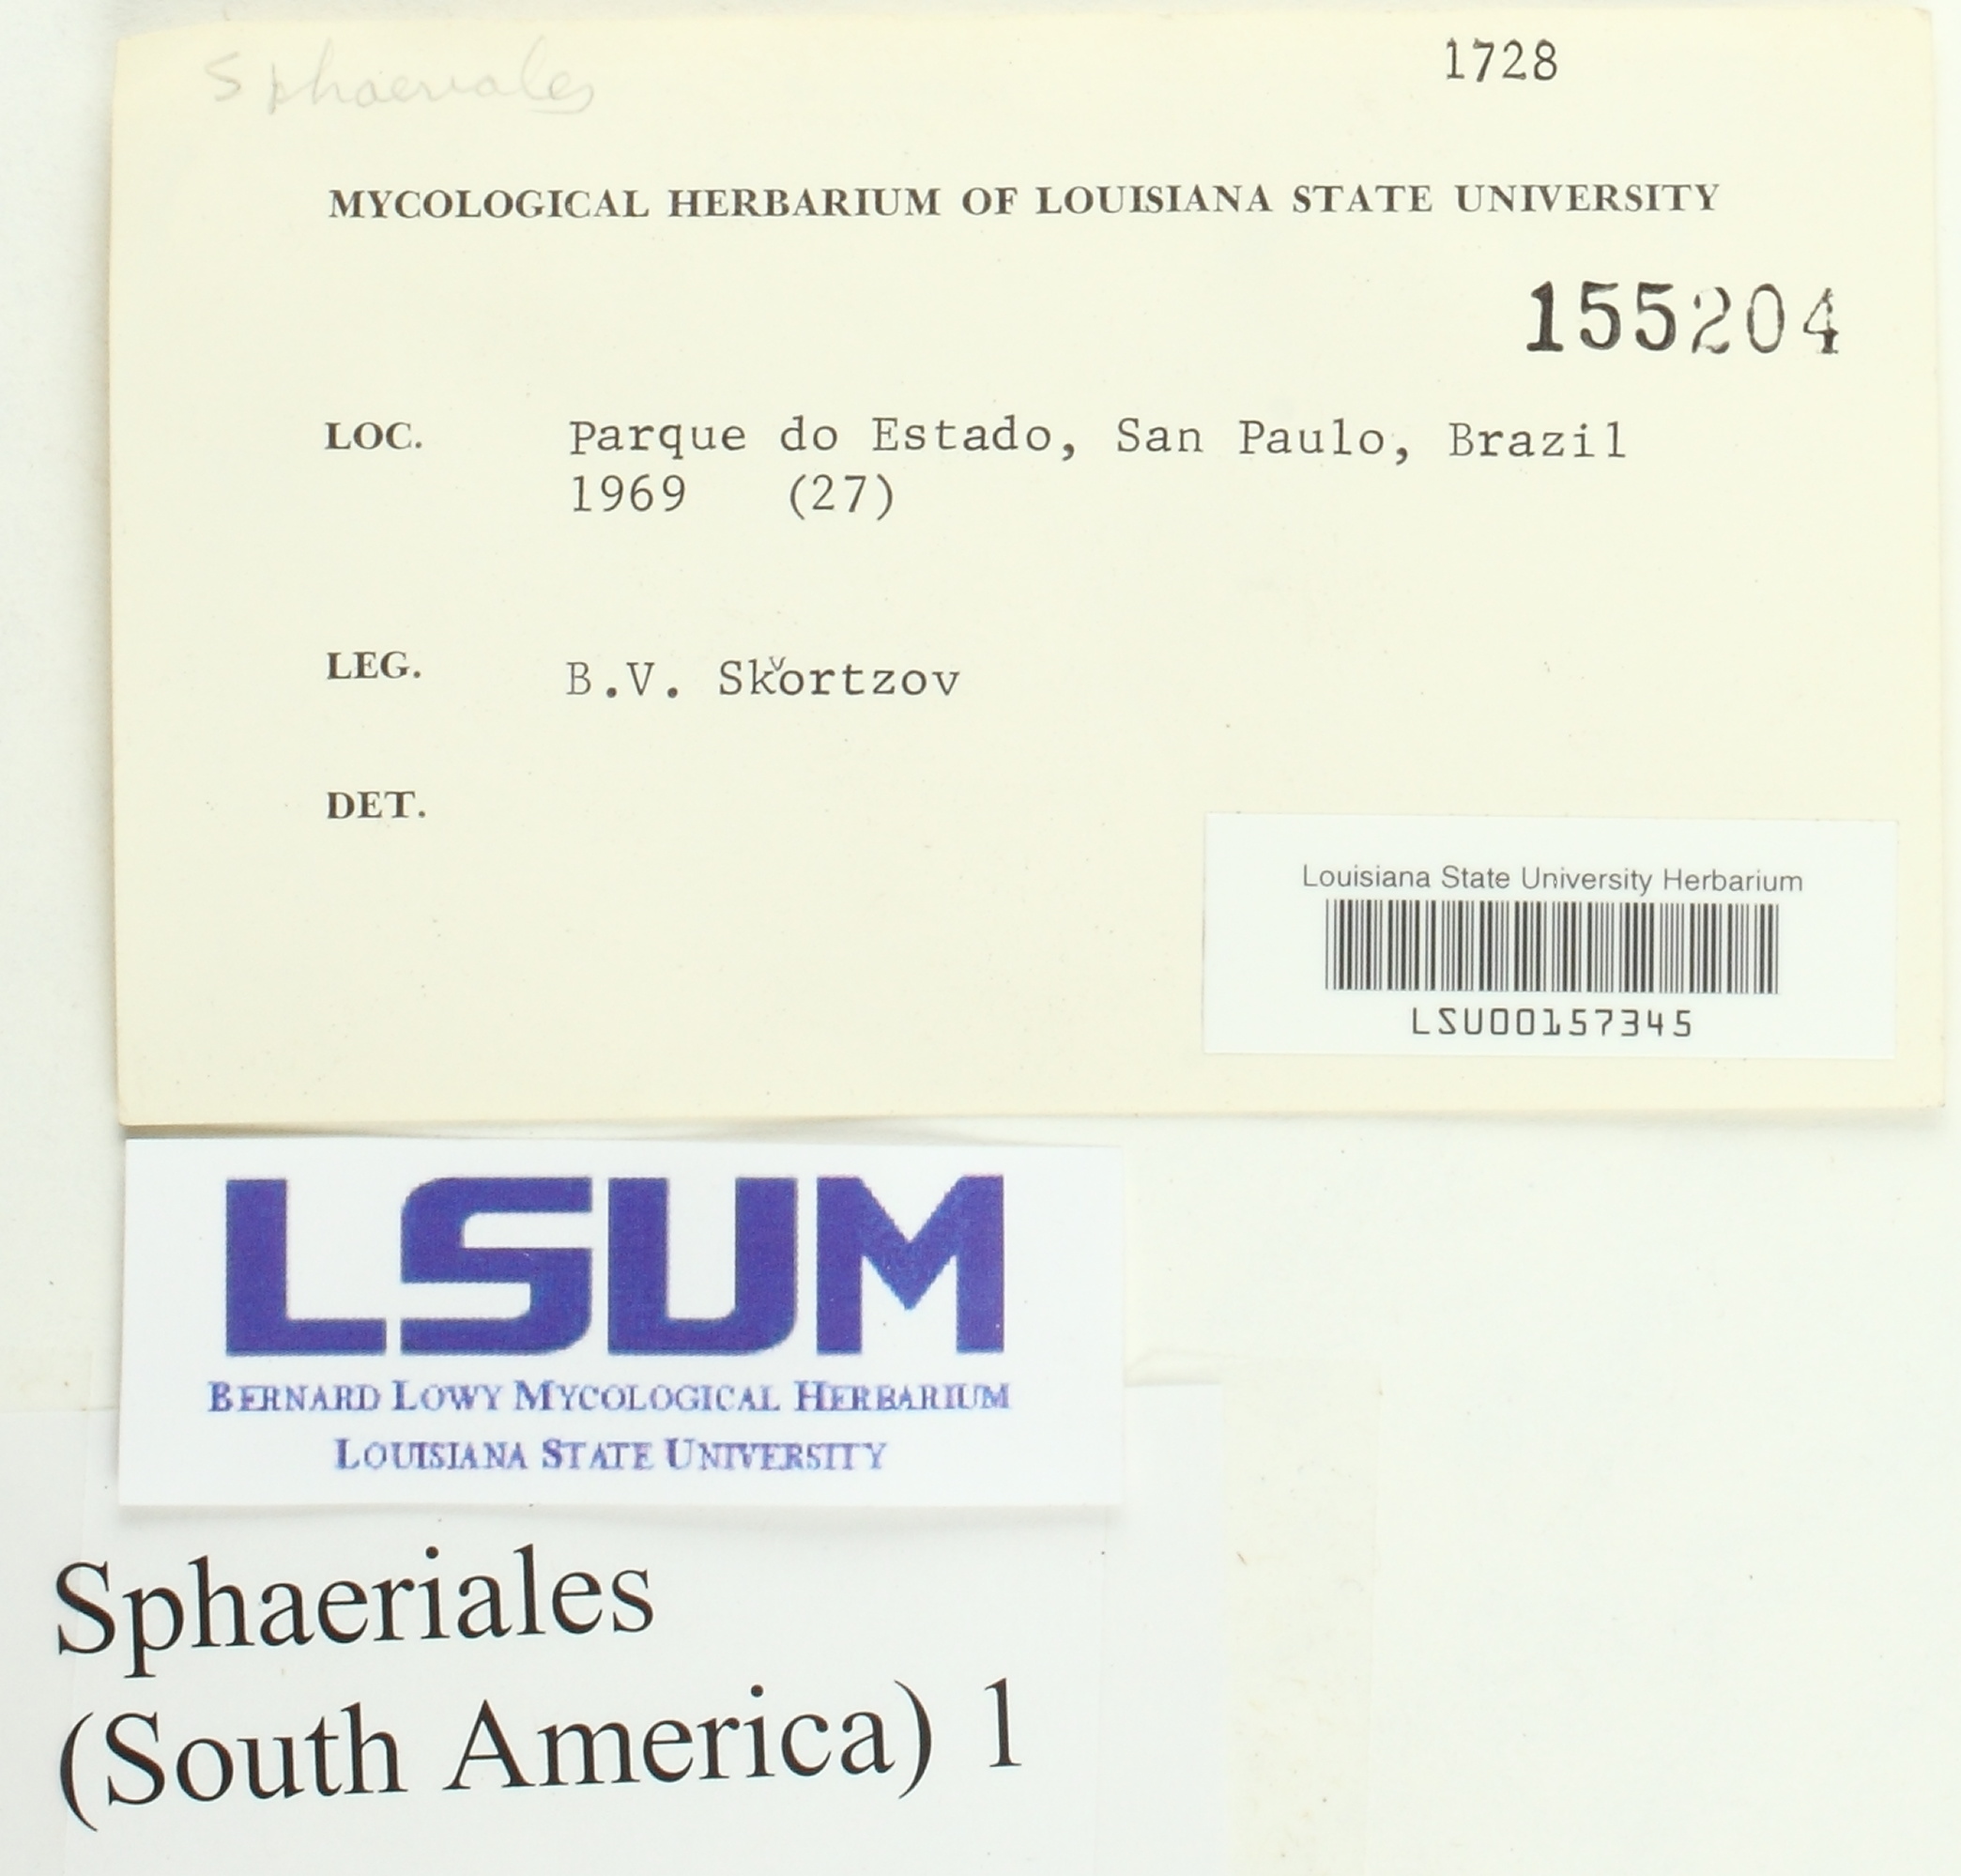 Sphaeriales
1728
MYCOLOGICAL HERBARIUM OF LOUISIANA STATE UNIVERSITY
155204
LOC. Parque do Estado, San Paulo, Brazil
1969 (27)
LEG. B.V. Skvortzov
DET.
Louisiana State University Herbarium
LSU00157345
LSUM
BERNARD LOWY MYCOLOGICAL HERBARIUM
LOUISIANA STATE UNIVERSITY
Sphaeriales
(South America) 1